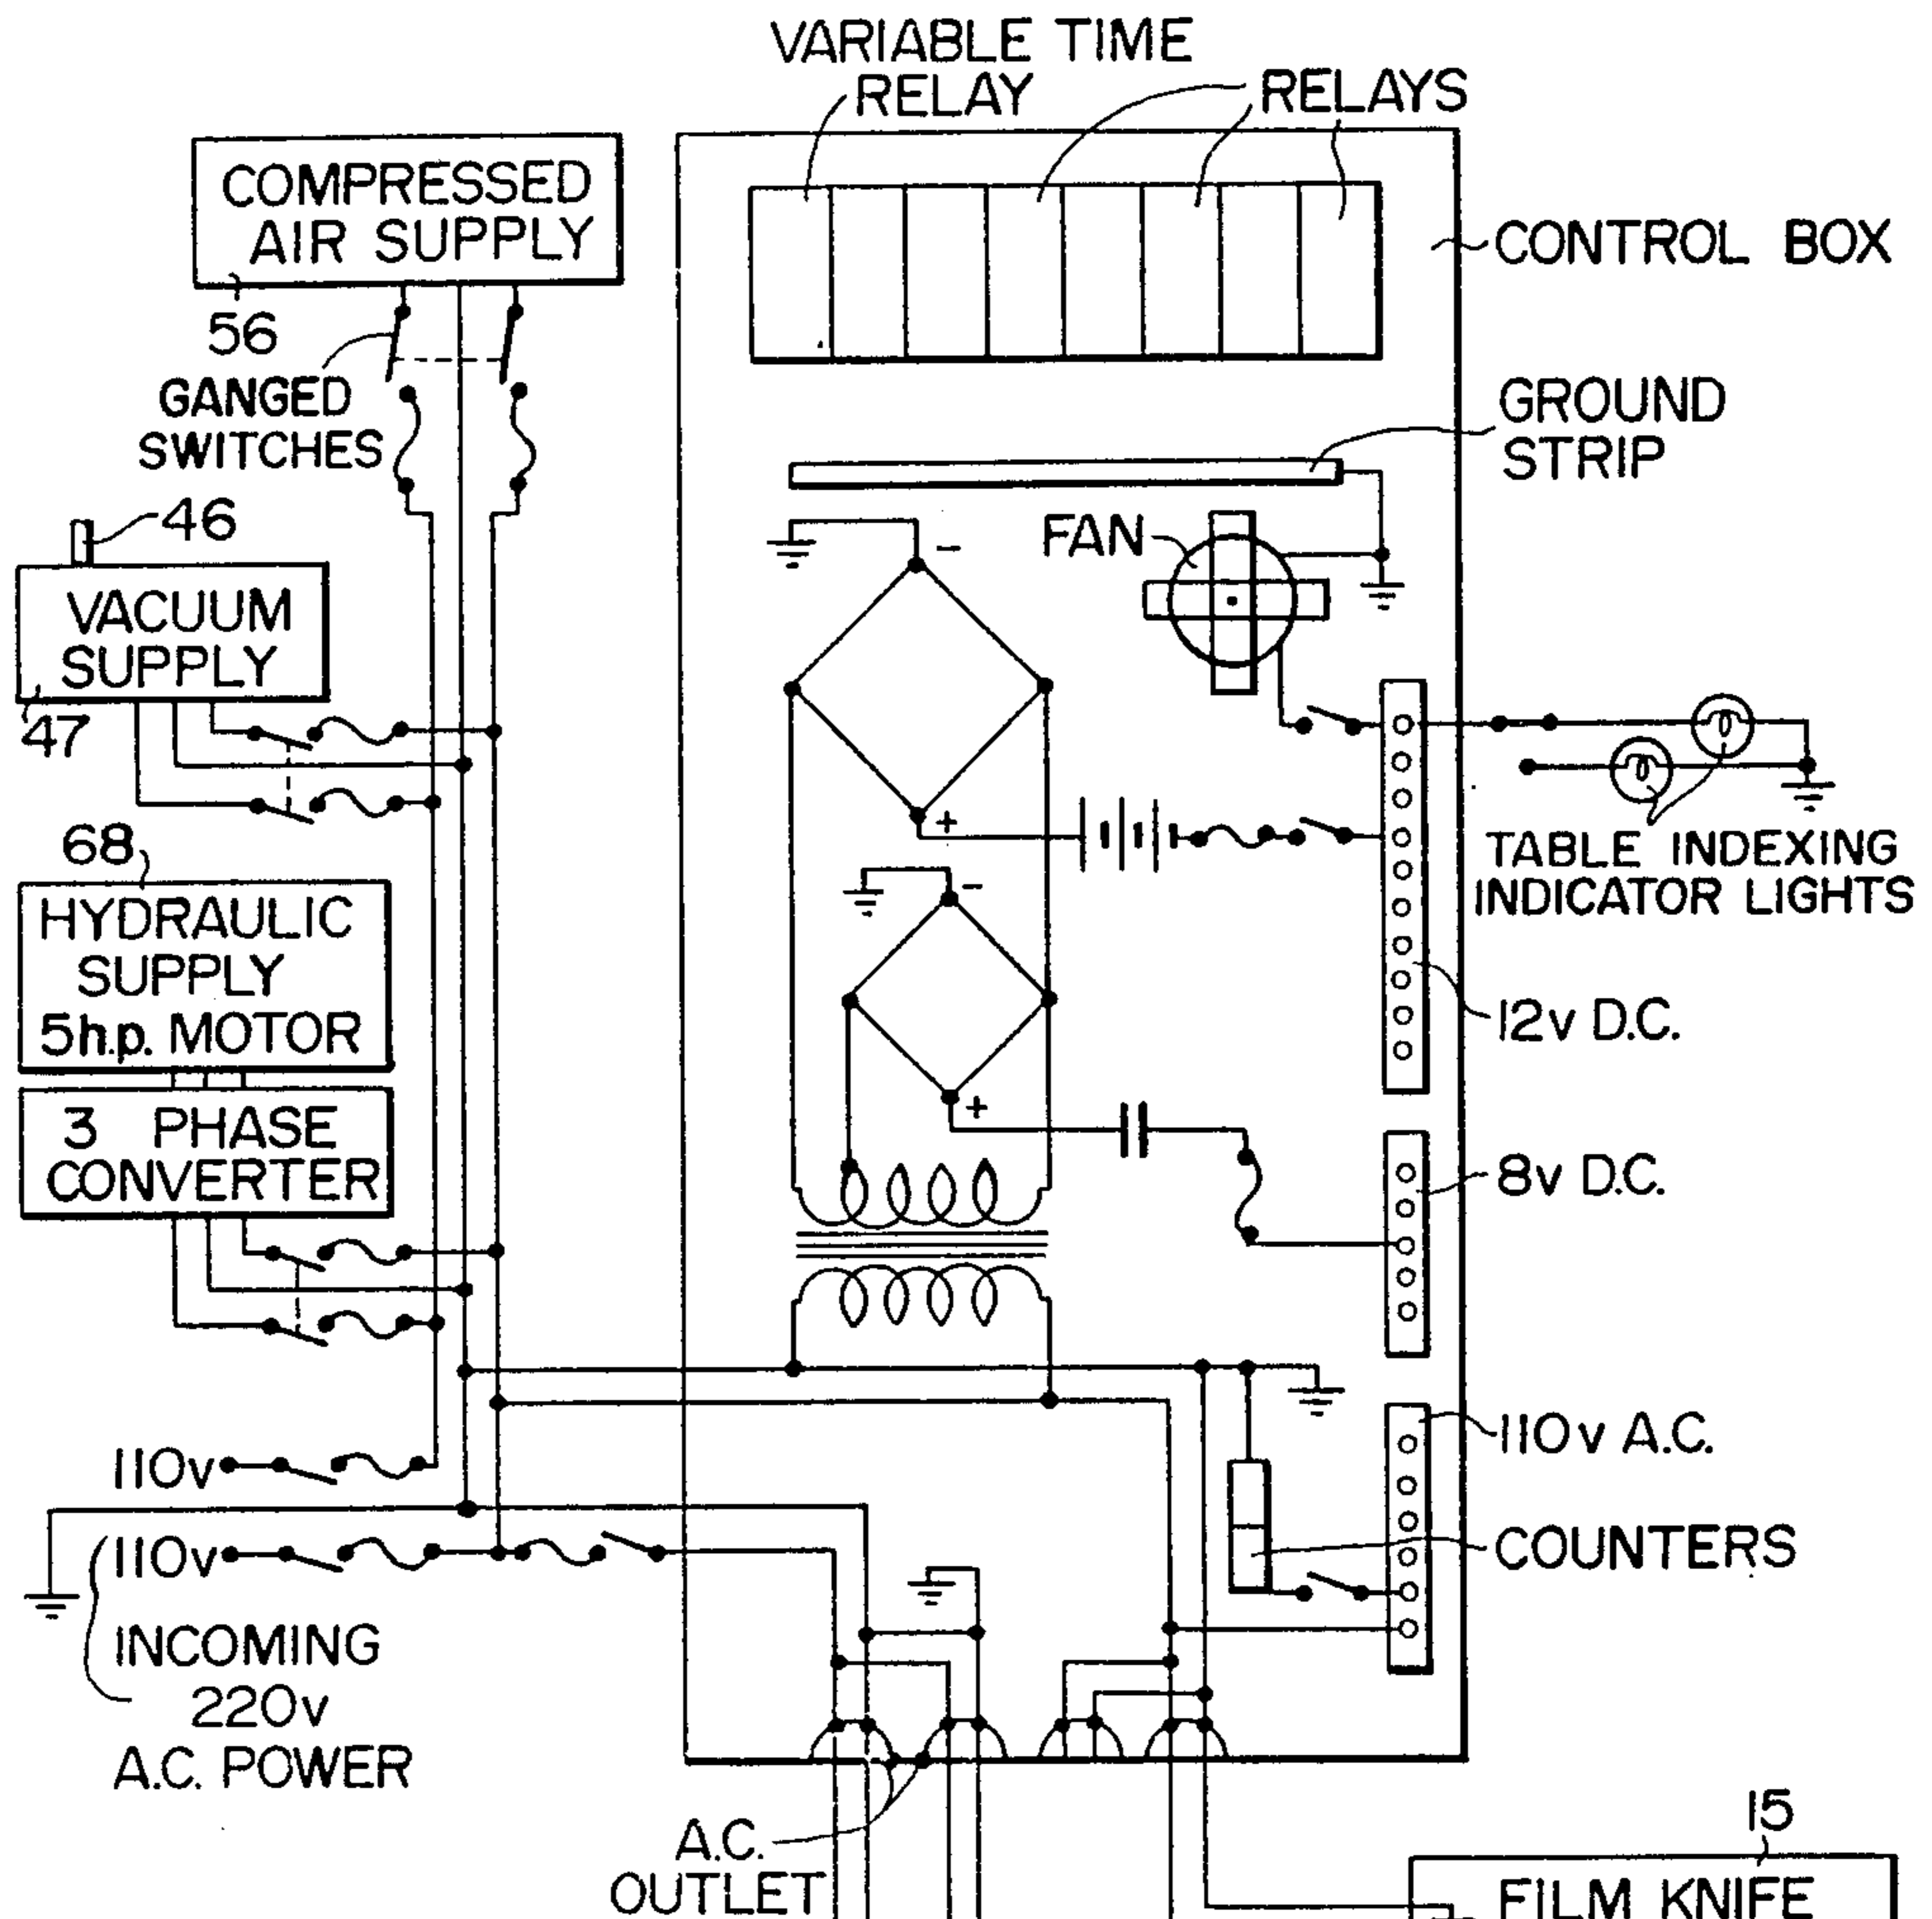 VARIABLE TIME
RELAY
RELAYS
COMPRESSED
AIR SUPPLY
56
CONTROL BOX
GANGED
SWITCHES
GROUND
STRIP
46
FAN
-
VACUUM
SUPPLY
47
+
TABLE INDEXING
INDICATOR LIGHTS
68
-
HYDRAULIC
SUPPLY
5h.p. MOTOR
12v D.C.
3 PHASE
CONVERTER
+
8v D.C.
110v A.C.
110v
COUNTERS
110v
INCOMING
220v
A.C. POWER
A.C.
OUTLET
15
FILM KNIFE